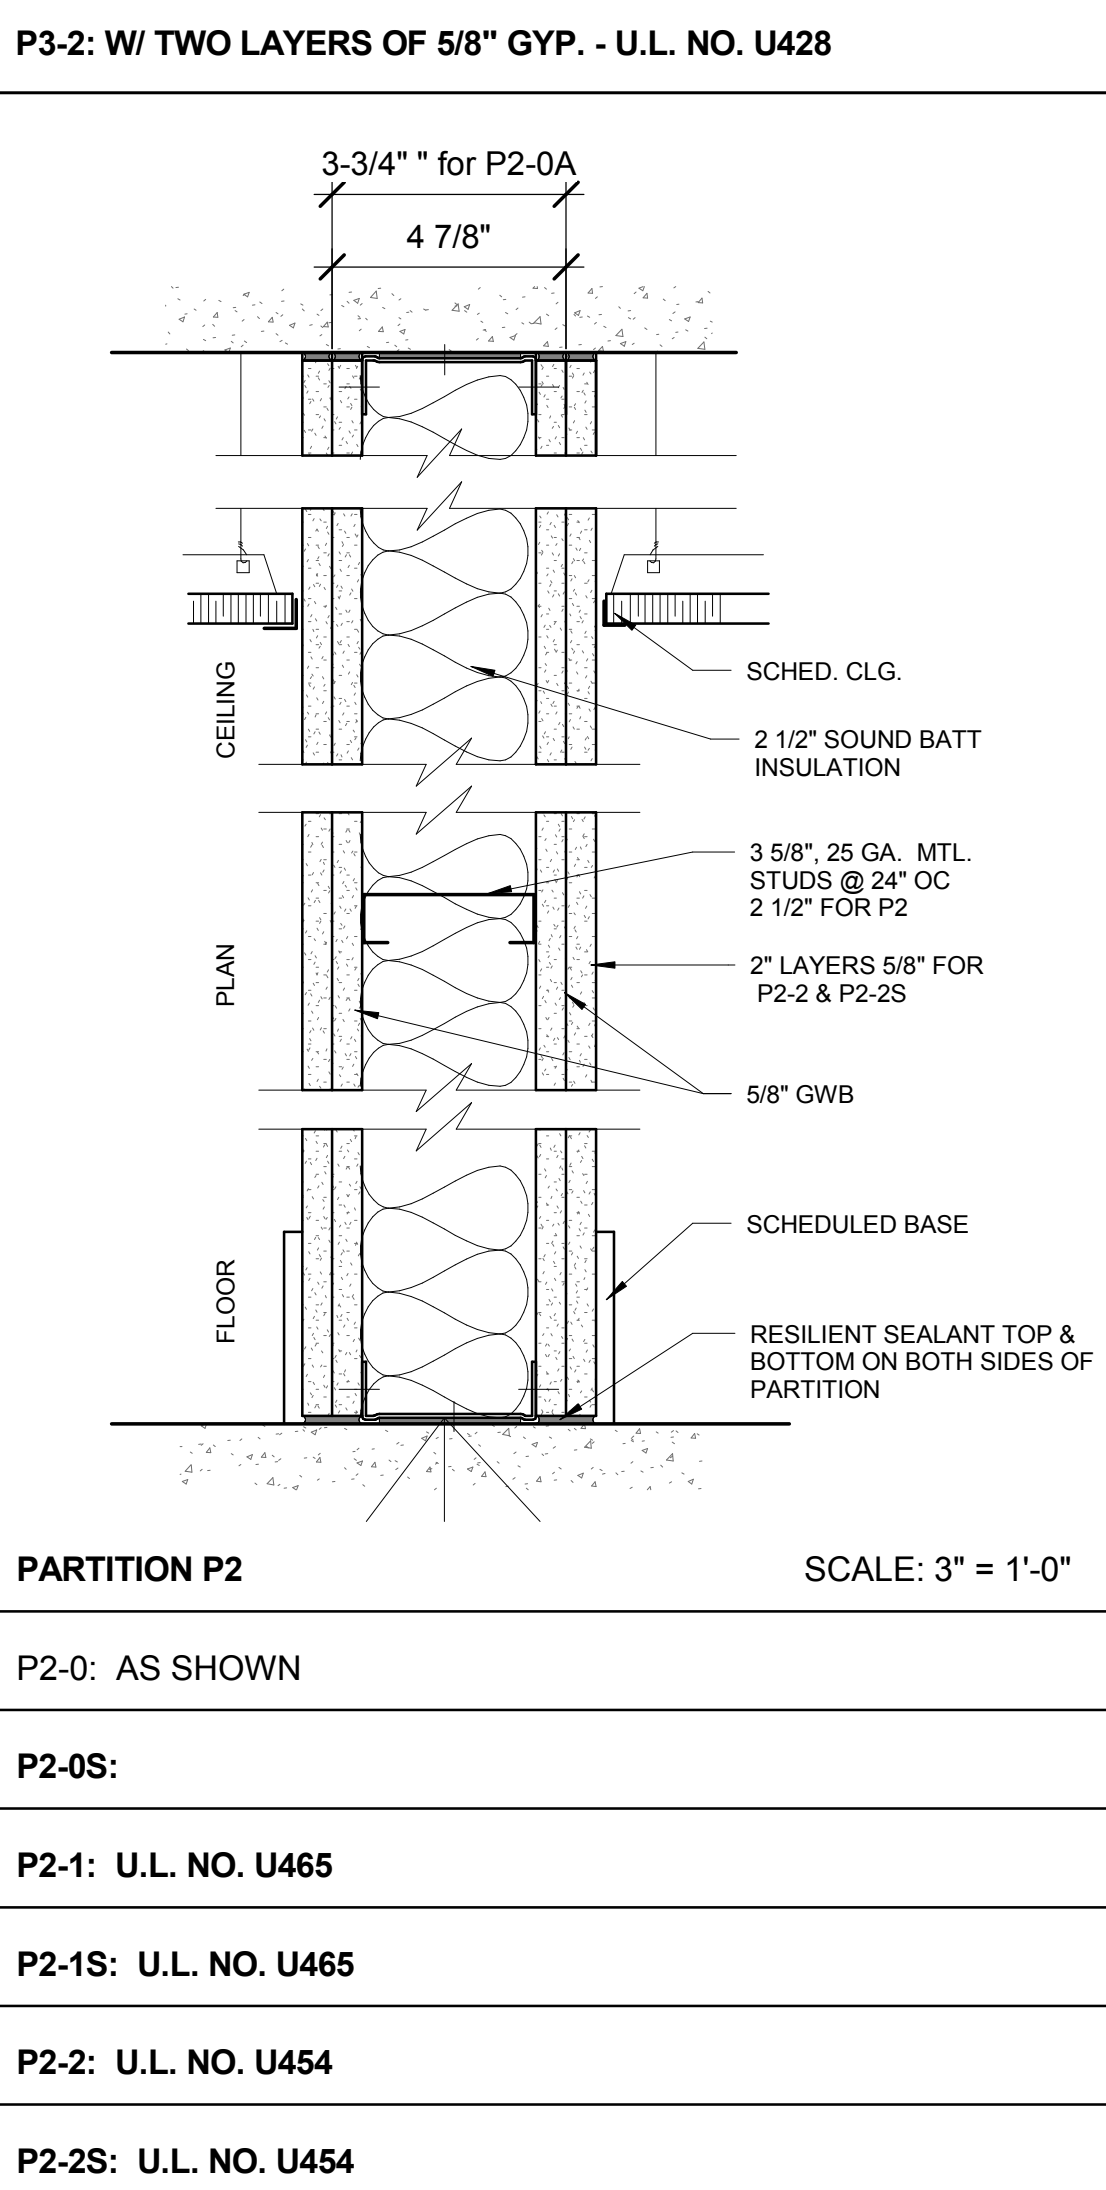 P3-2: W/ TWO LAYERS OF 5/8" GYP. - U.L. NO. U428
3-3/4" " for P2-0A
4 7/8"
CEILING
SCHED. CLG.
2 1/2" SOUND BATT
INSULATION
PLAN
3 5/8", 25 GA. MTL.
STUDS @ 24" OC
2 1/2" FOR P2
2" LAYERS 5/8" FOR
P2-2 & P2-2S
5/8" GWB
FLOOR
SCHEDULED BASE
RESILIENT SEALANT TOP &
BOTTOM ON BOTH SIDES OF
PARTITION
PARTITION P2 SCALE: 3" = 1'-0"
P2-0: AS SHOWN
P2-0S:
P2-1: U.L. NO. U465
P2-1S: U.L. NO. U465
P2-2: U.L. NO. U454
P2-2S: U.L. NO. U454